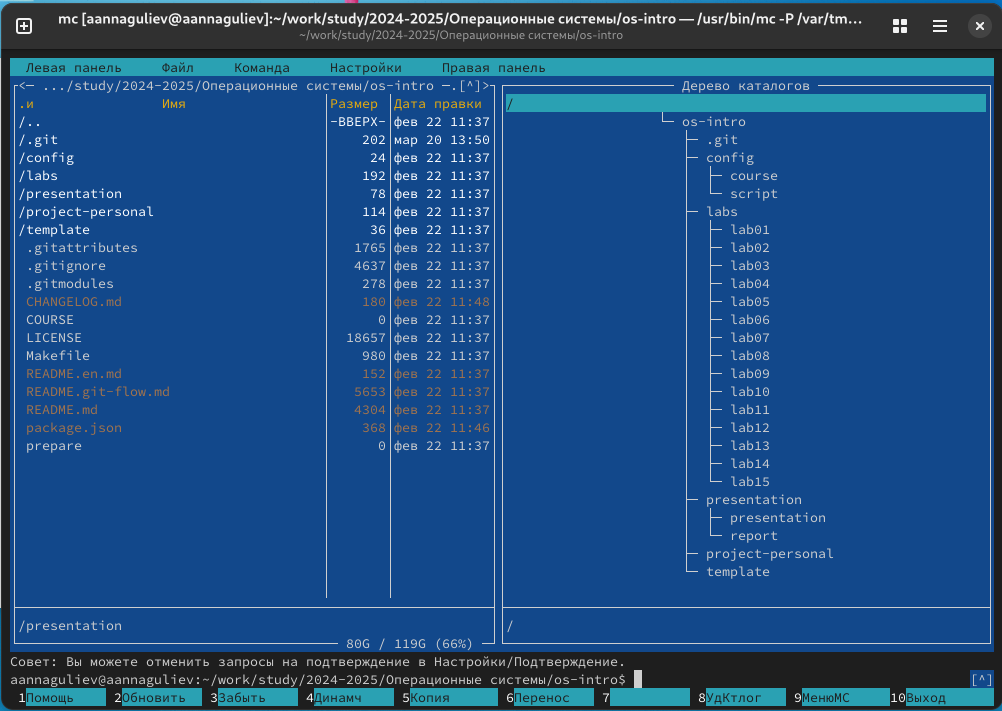 mc [aannaguliev@aannaguliev]:~/work/study/2024-2025/Операционные системы/os-intro — /usr/bin/mc -P /var/tm…
~/work/study/2024-2025/Операционные системы/os-intro
Левая панель Файл Команда Настройки Правая панель
<─ .../study/2024-2025/Операционные системы/os-intro ─.[^]>
.и Имя Размер Дата правки
/.. -ВВЕРХ- фев 22 11:37
/.git 202 мар 20 13:50
/config 24 фев 22 11:37
/labs 192 фев 22 11:37
/presentation 78 фев 22 11:37
/project-personal 114 фев 22 11:37
/template 36 фев 22 11:37
.gitattributes 1765 фев 22 11:37
.gitignore 4637 фев 22 11:37
.gitmodules 278 фев 22 11:37
CHANGELOG.md 180 фев 22 11:48
COURSE 0 фев 22 11:37
LICENSE 18657 фев 22 11:37
Makefile 980 фев 22 11:37
README.en.md 152 фев 22 11:37
README.git-flow.md 5653 фев 22 11:37
README.md 4304 фев 22 11:37
package.json 368 фев 22 11:46
prepare 0 фев 22 11:37
/presentation
80G / 119G (66%)
Дерево каталогов
/
os-intro
.git
config
course
script
labs
lab01
lab02
lab03
lab04
lab05
lab06
lab07
lab08
lab09
lab10
lab11
lab12
lab13
lab14
lab15
presentation
presentation
report
project-personal
template
/
Совет: Вы можете отменить запросы на подтверждение в Настройки/Подтверждение.
aannaguliev@aannaguliev:~/work/study/2024-2025/Операционные системы/os-intro$ [^]
1Помощь 2Обновить 3Забыть 4Динамч 5Копия 6Перенос 7 8УдКтлог 9МенюМС 10Выход